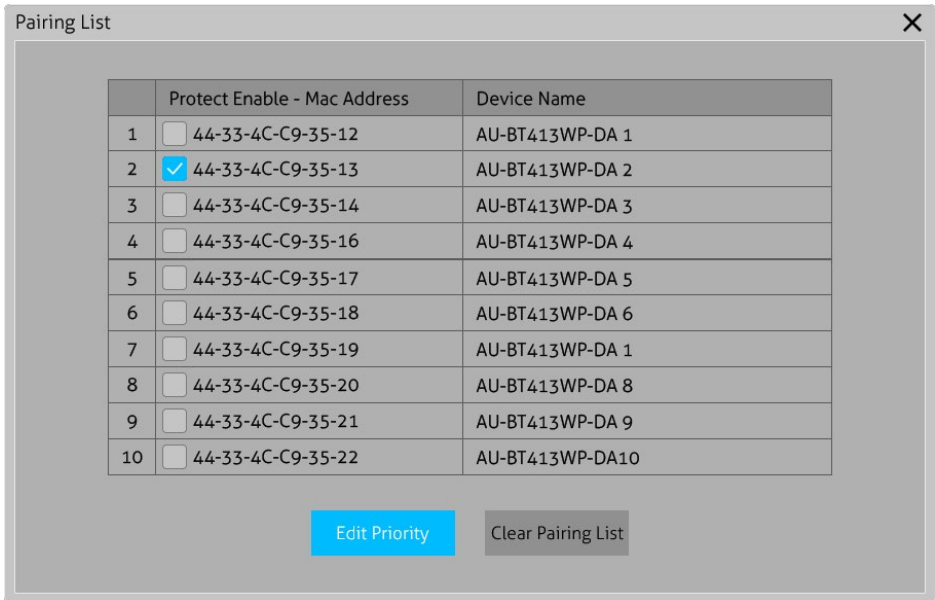 Pairing List
Protect Enable - Mac Address Device Name
1 44-33-4C-C9-35-12 AU-BT413WP-DA 1
2 44-33-4C-C9-35-13 AU-BT413WP-DA 2
3 44-33-4C-C9-35-14 AU-BT413WP-DA 3
4 44-33-4C-C9-35-16 AU-BT413WP-DA 4
5 44-33-4C-C9-35-17 AU-BT413WP-DA 5
6 44-33-4C-C9-35-18 AU-BT413WP-DA 6
7 44-33-4C-C9-35-19 AU-BT413WP-DA 1
8 44-33-4C-C9-35-20 AU-BT413WP-DA 8
9 44-33-4C-C9-35-21 AU-BT413WP-DA 9
10 44-33-4C-C9-35-22 AU-BT413WP-DA10
Edit Priority Clear Pairing List